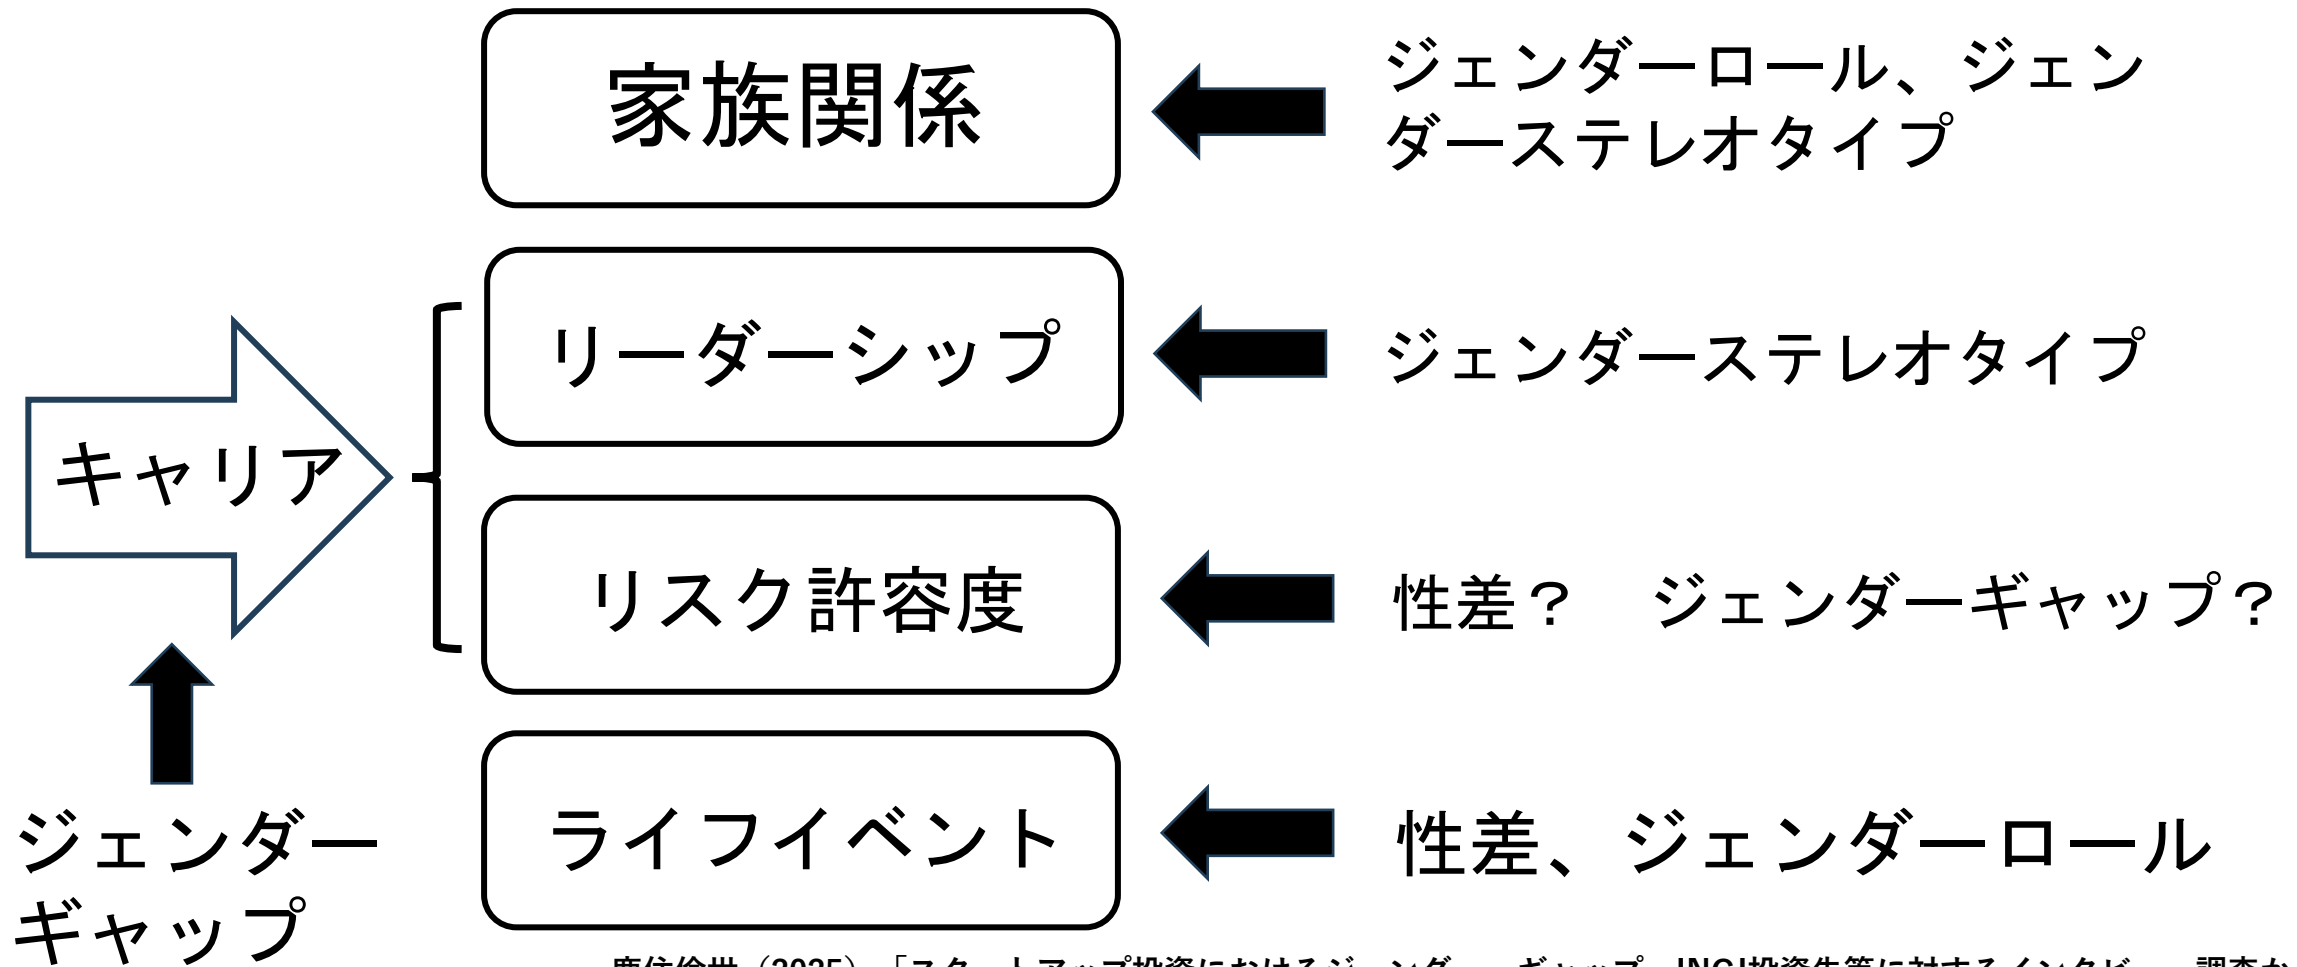 家族関係
ジェンダーロール、ジェン
ダーステレオタイプ
リーダーシップ
ジェンダーステレオタイプ
キャリア
リスク許容度
性差？　ジェンダーギャップ？
ライフイベント
性差、ジェンダーロール
ジェンダー
ギャップ